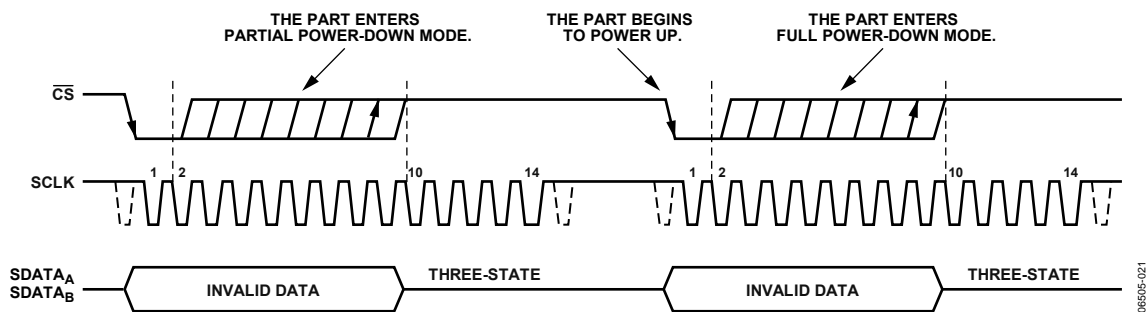 THE PART ENTERS
PARTIAL POWER-DOWN MODE.
THE PART BEGINS
TO POWER UP.
THE PART ENTERS
FULL POWER-DOWN MODE.
CS
SCLK
1 2 10 14 1 2 10 14
SDATAA
SDATAB
INVALID DATA THREE-STATE INVALID DATA THREE-STATE
06505-021